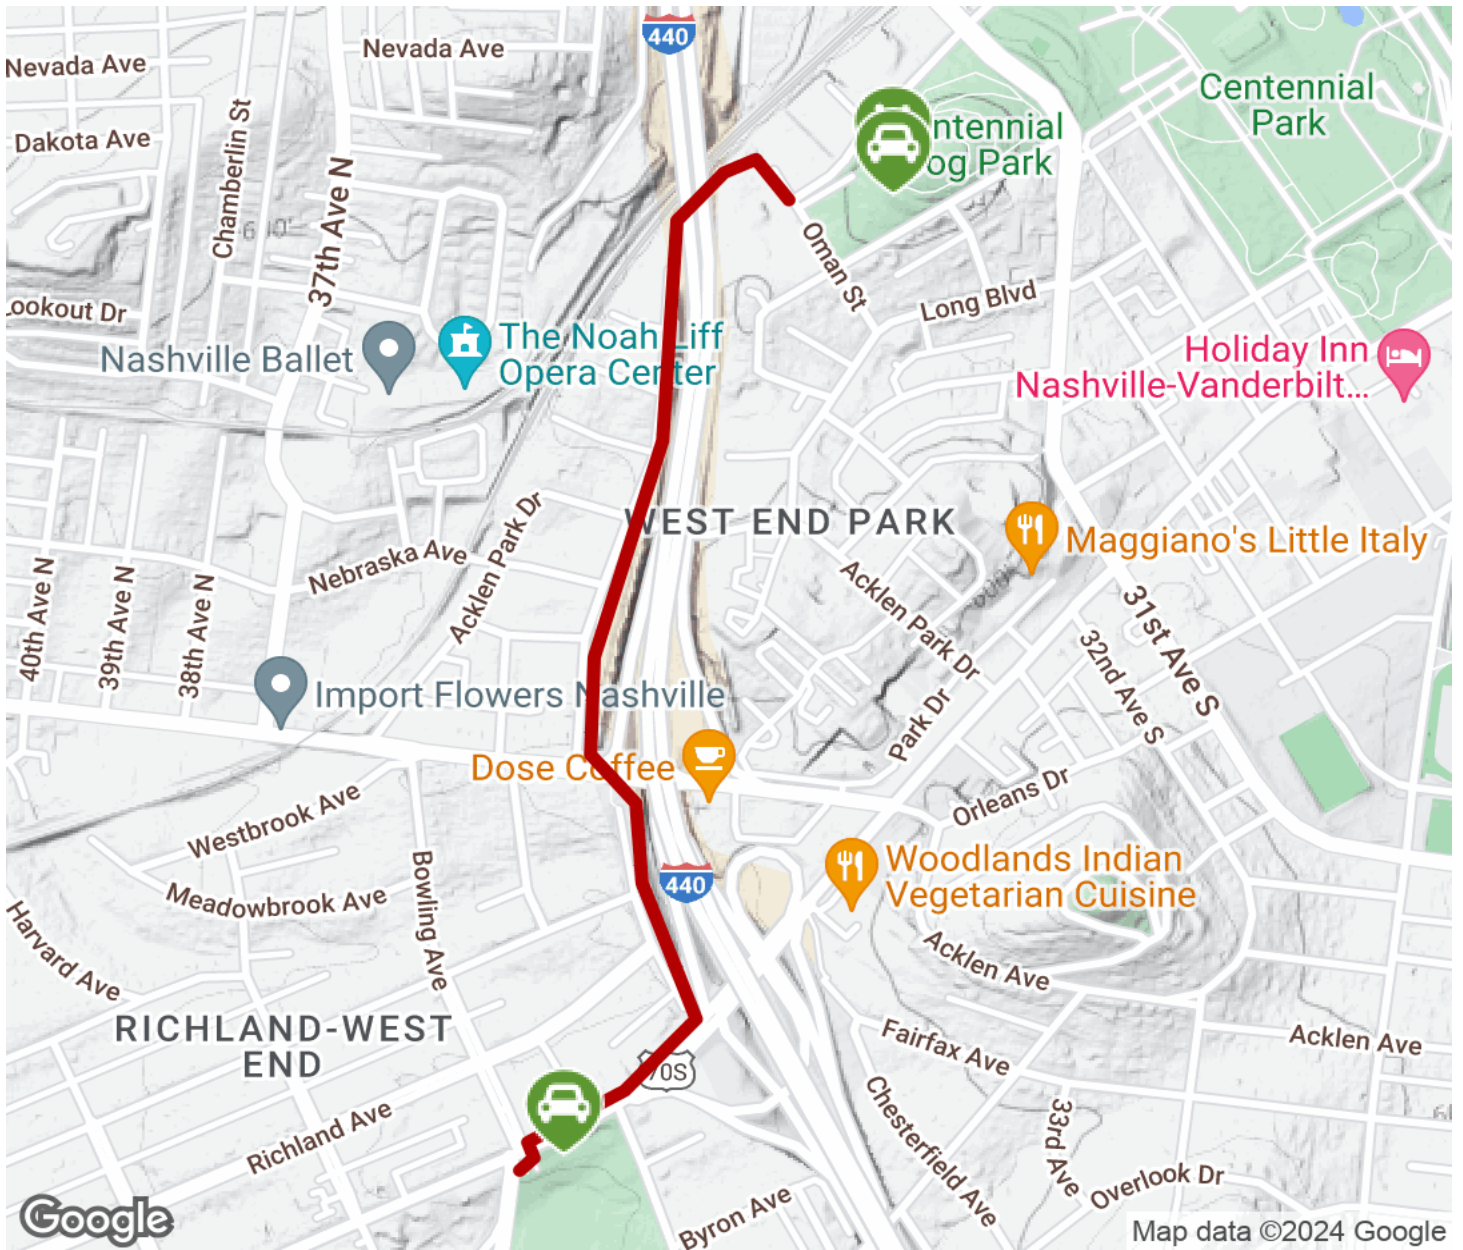 440
Nevada Ave
Nevada Ave
Centennial
Park
Dakota Ave
Chamberlin St
ntennial
og Park
37th Ave N
600'
Oman St
Long Blvd
Lookout Dr
The Noah Liff
Opera Center
Nashville Ballet
Holiday Inn
Nashville-Vanderbilt...
WEST END PARK
Maggiano's Little Italy
Acklen Park Dr
Nebraska Ave
Acklen Park Dr
600'
40th Ave N
39th Ave N
38th Ave N
31st Ave S
32nd Ave S
Import Flowers Nashville
Park Dr
Dose Coffee
Orleans Dr
Westbrook Ave
Bowling Ave
Woodlands Indian
Vegetarian Cuisine
440
Meadowbrook Ave
Harvard Ave
Acklen Ave
RICHLAND-WEST
END
Fairfax Ave
Acklen Ave
70S
Richland Ave
Chesterfield Ave
33rd Ave
Overlook Dr
Byron Ave
Google
Map data ©2024 Google